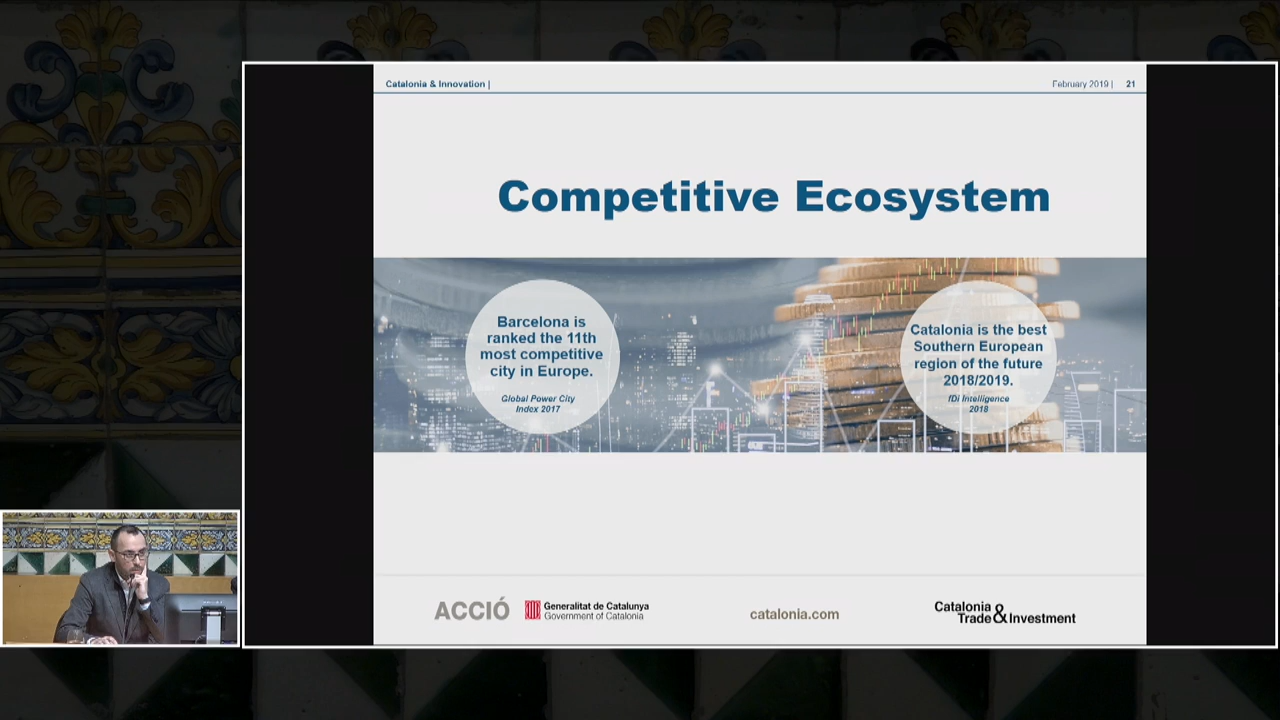 Catalonia & Innovation |
February 2019 | 21
Competitive Ecosystem
Barcelona is
ranked the 11th
most competitive
city in Europe.
Global Power City
Index 2017
Catalonia is the best
Southern European
region of the future
2018/2019.
fDi Intelligence
2018
ACCIÓ
Generalitat de Catalunya
Government of Catalonia
catalonia.com
Catalonia
Trade & Investment